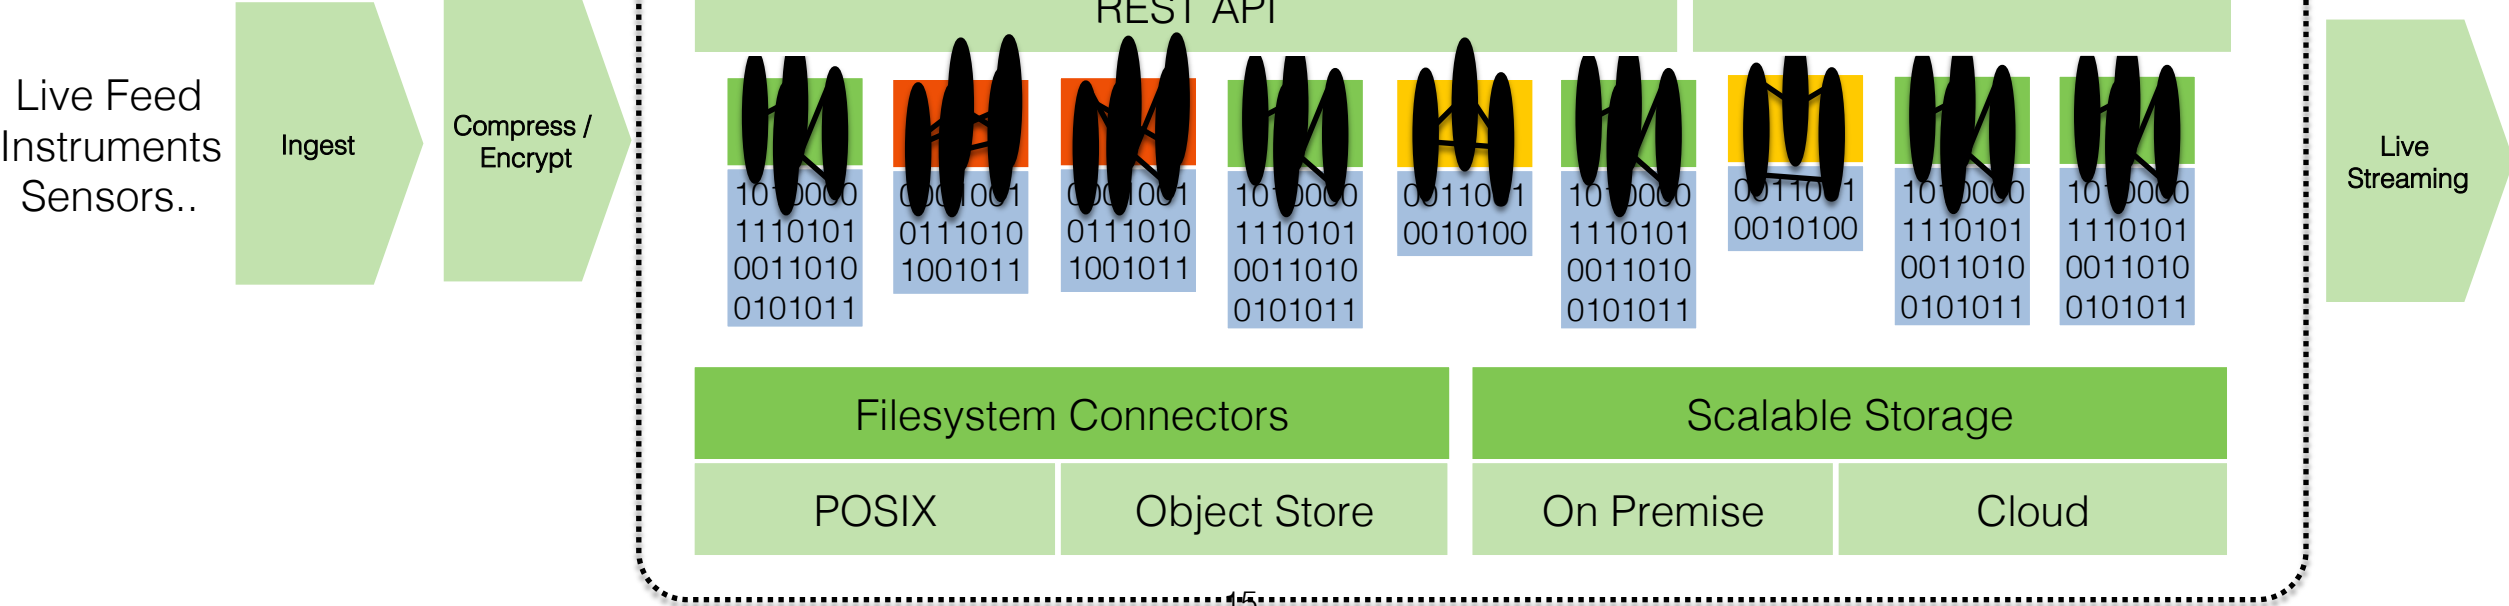 REST API
Live Feed
Instruments
Sensors..
Ingest
Compress /
Encrypt
1110101
0011010
0101011
0111010
1001011
0111010
1001011
1110101
0011010
0101011
0010100
1110101
0011010
0101011
0010100
1110101
0011010
0101011
1110101
0011010
0101011
Live
Streaming
Filesystem Connectors
Scalable Storage
POSIX
Object Store
On Premise
Cloud
15